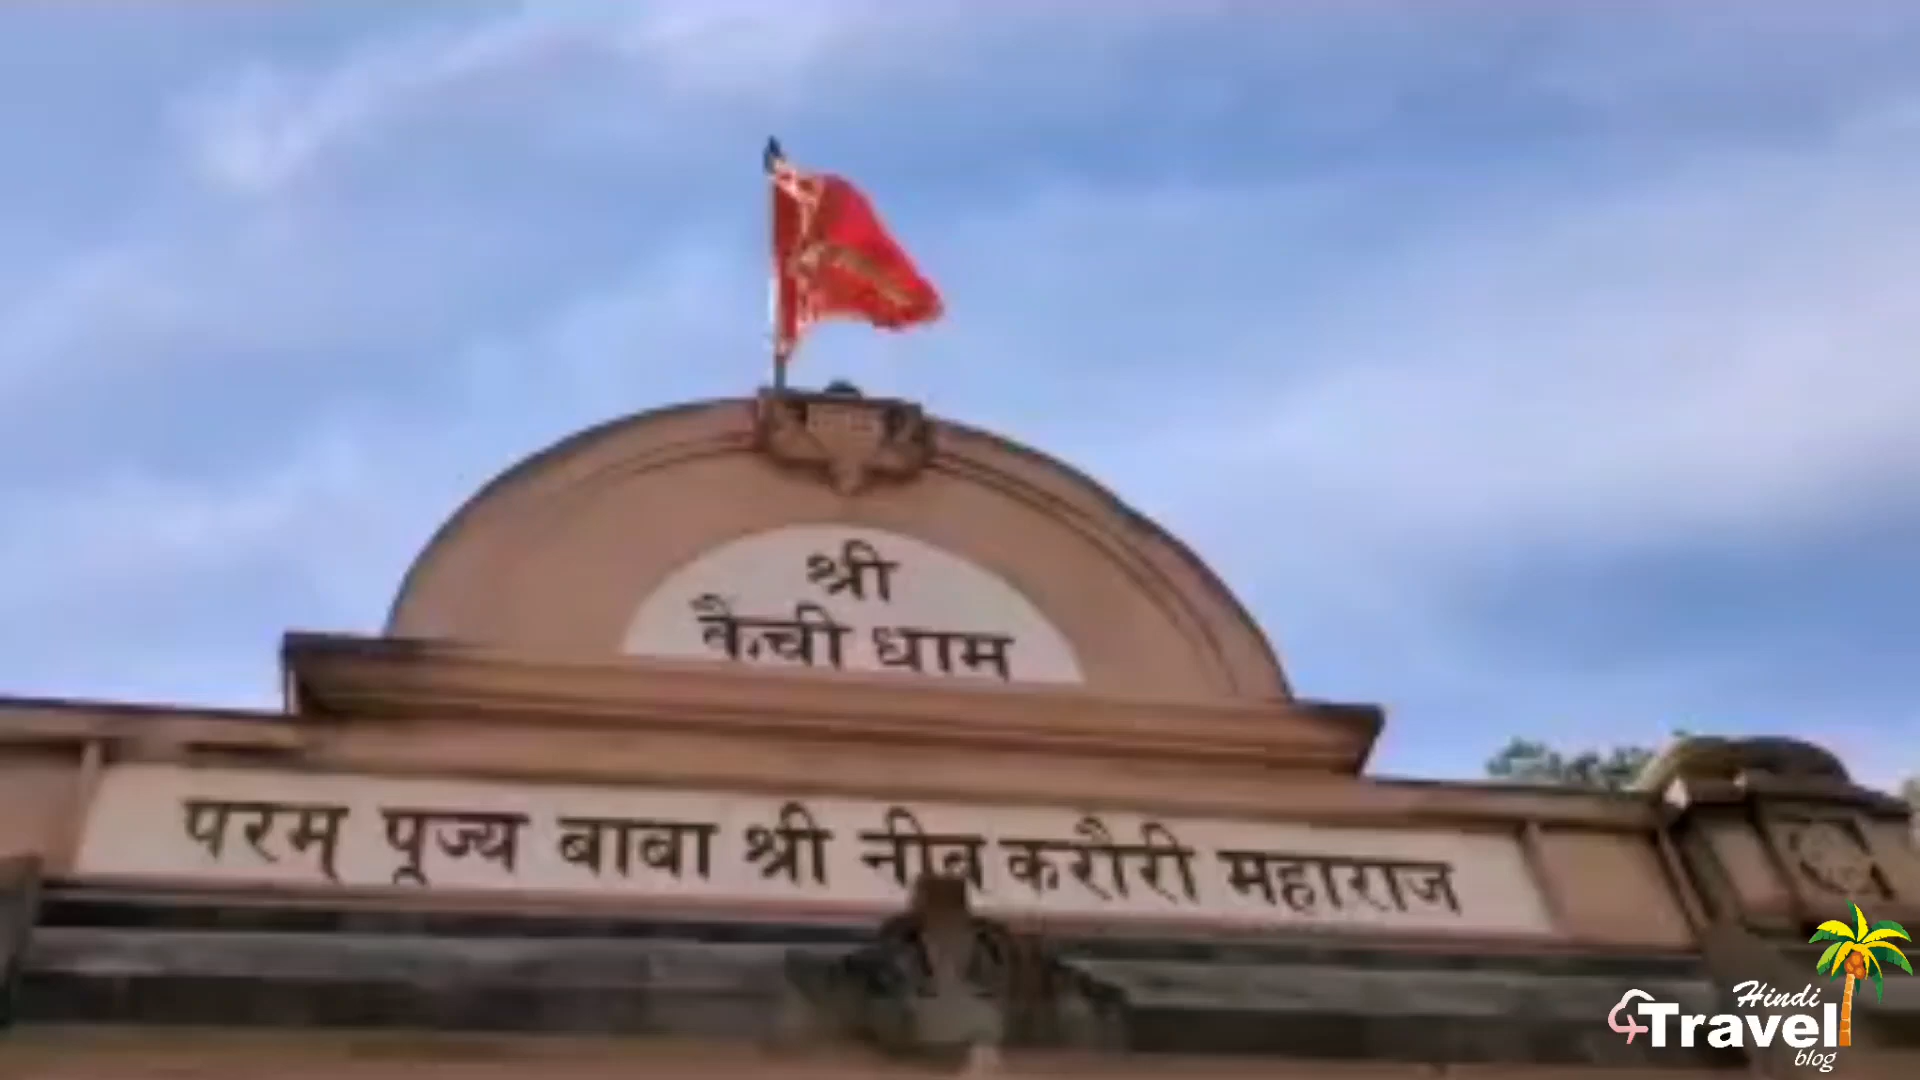 श्री
कैंची धाम
परम् पूज्य बाबा श्री नीब करौरी महाराज
Hindi
Travel
blog